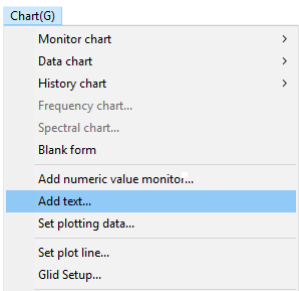 Chart(G)
Monitor chart
Data chart
History chart
Frequency chart...
Spectral chart...
Blank form
Add numeric value monitor...
Add text...
Set plotting data...
Set plot line...
Glid Setup...